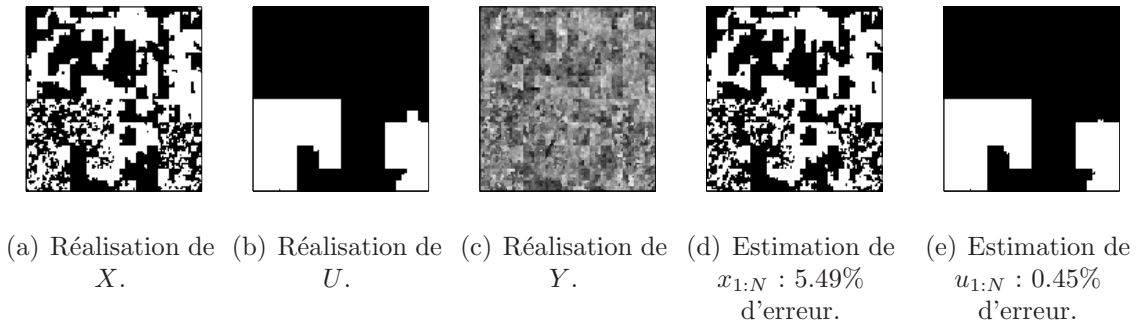 (a) Réalisation de
X.
(b) Réalisation de
U.
(c) Réalisation de
Y.
(d) Estimation de
x1:N : 5.49%
d'erreur.
(e) Estimation de
u1:N : 0.45%
d'erreur.